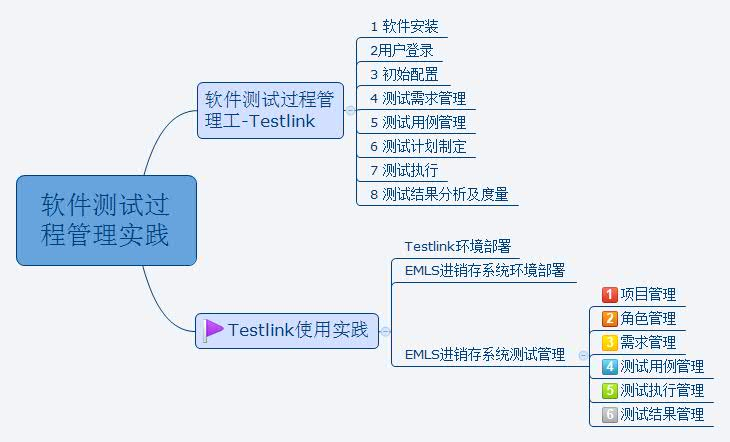 软件测试过
程管理实践
软件测试过程管
理工-Testlink
1 软件安装
2用户登录
3 初始配置
4 测试需求管理
5 测试用例管理
6 测试计划制定
7 测试执行
8 测试结果分析及度量
Testlink使用实践
Testlink环境部署
EMLS进销存系统环境部署
EMLS进销存系统测试管理
1 项目管理
2 角色管理
3 需求管理
4 测试用例管理
5 测试执行管理
6 测试结果管理